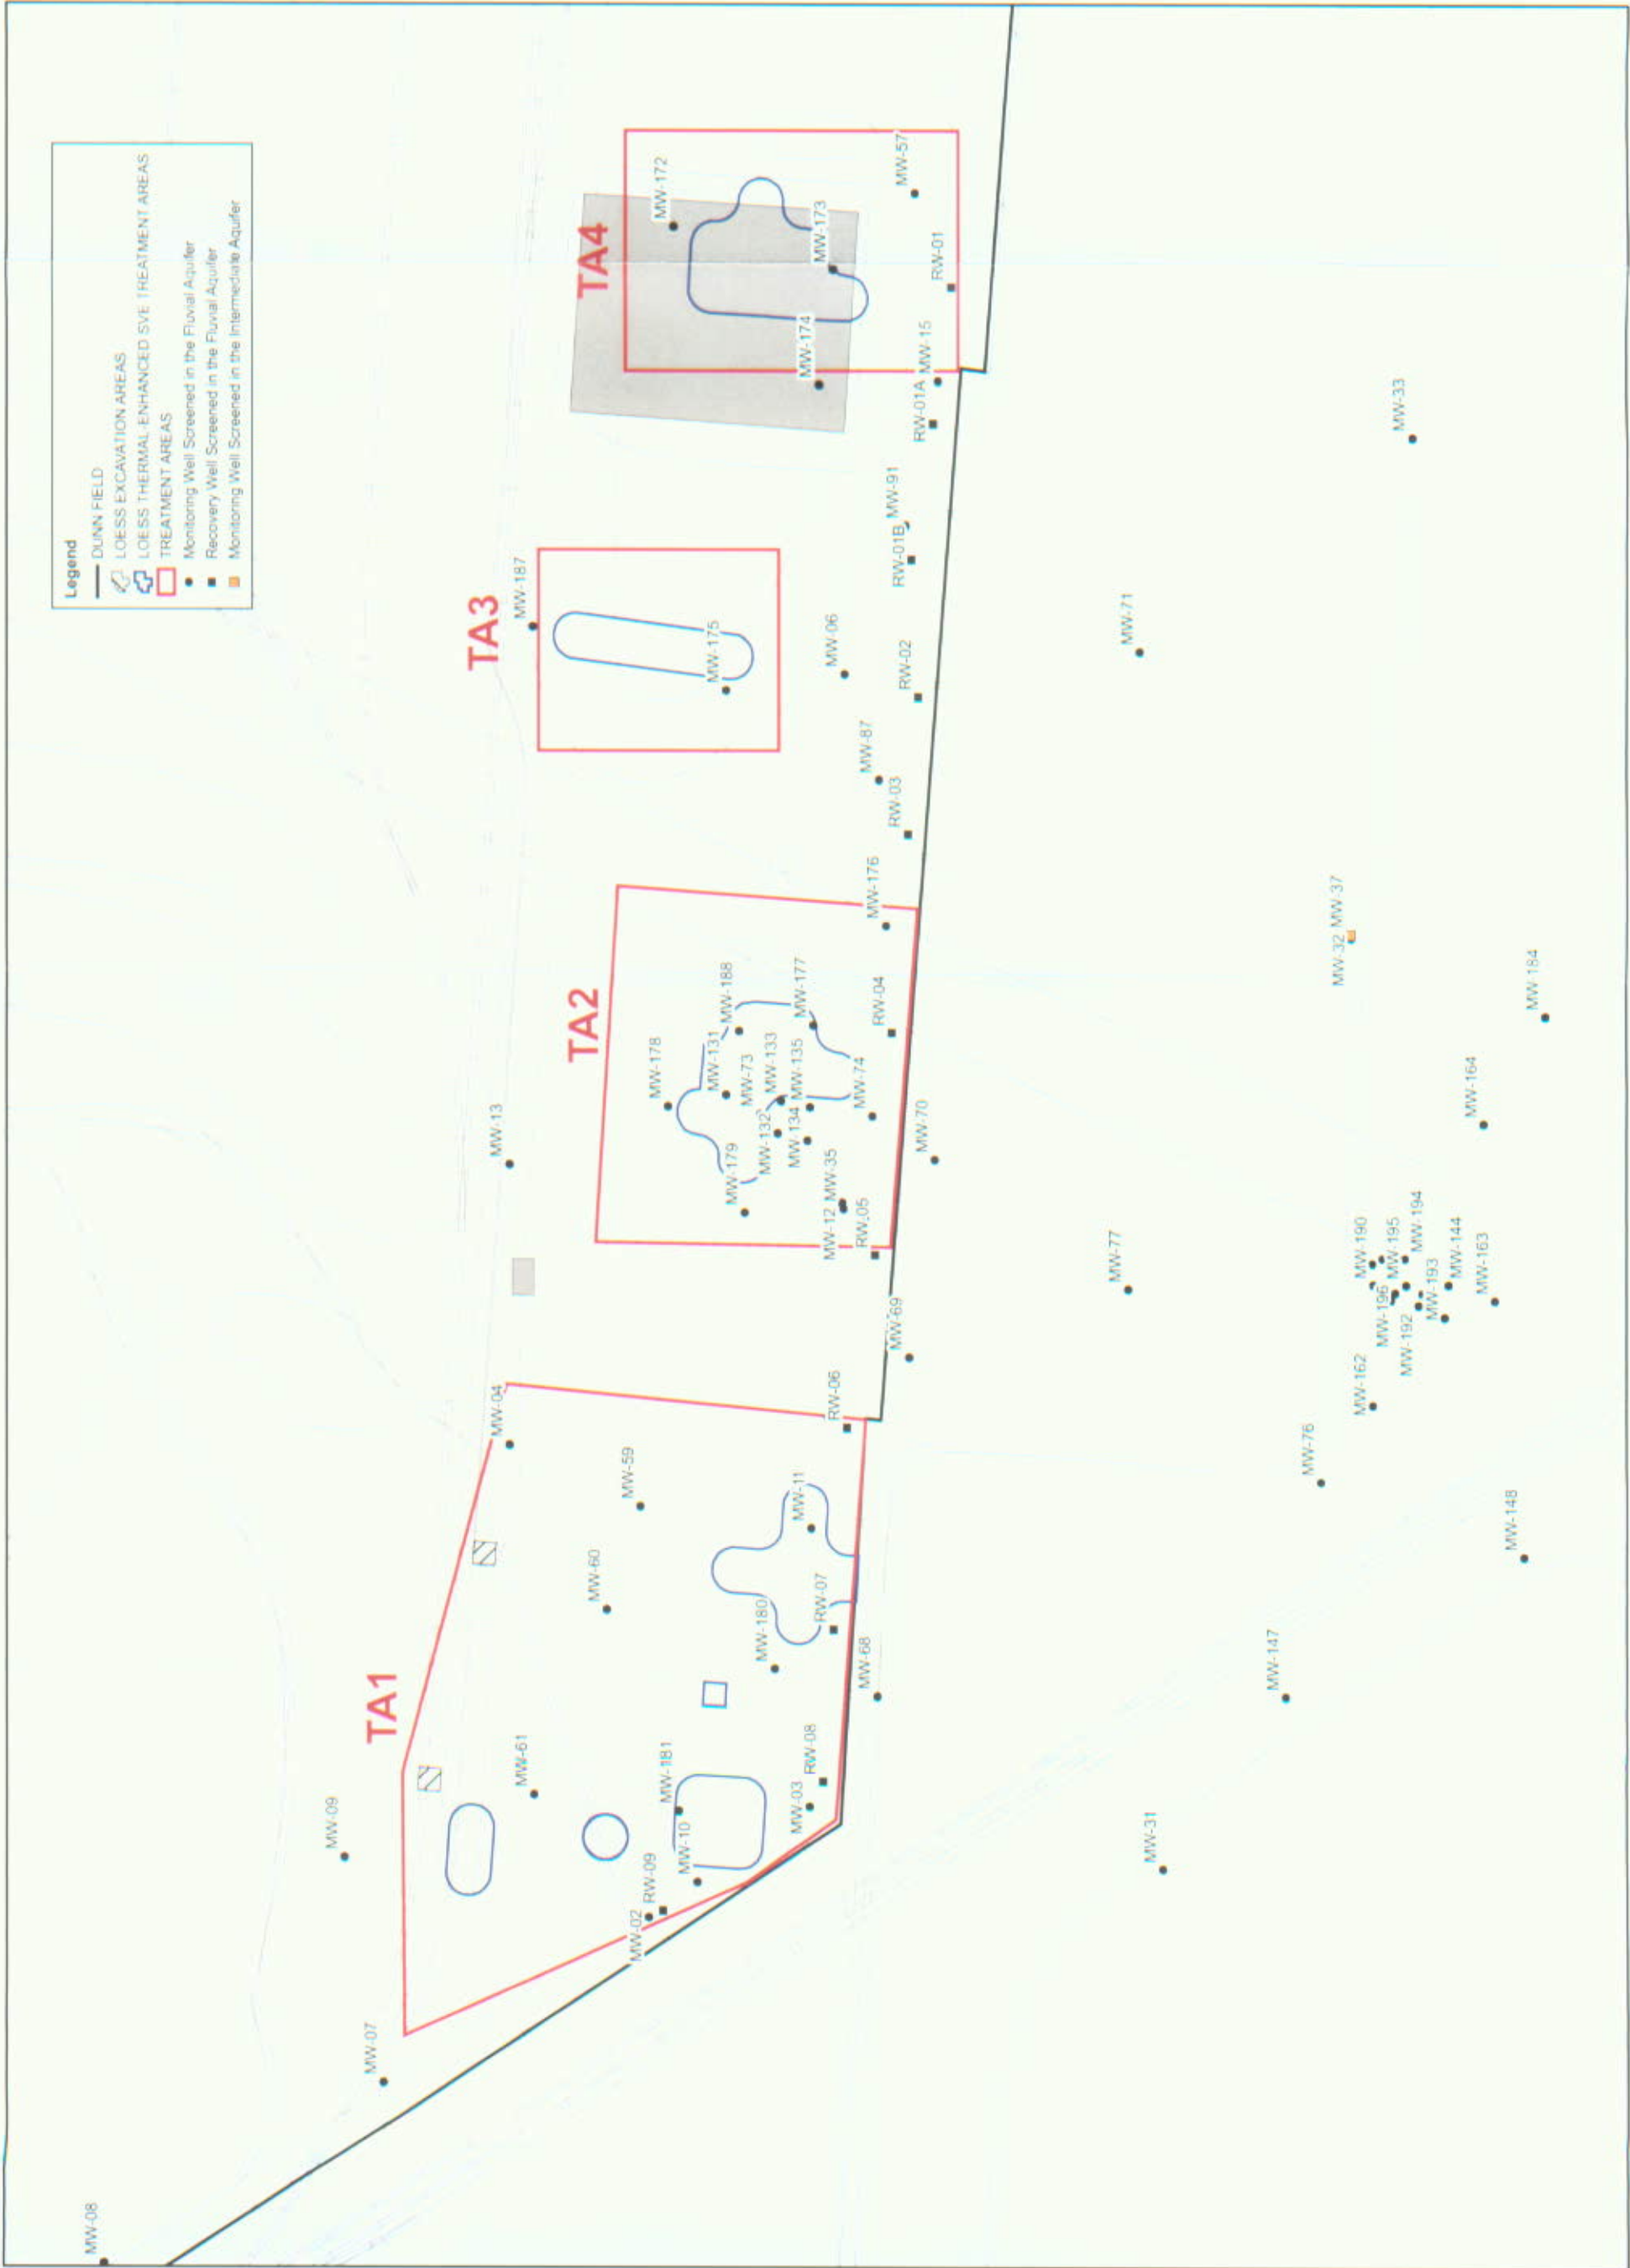 Legend
DUNN FIELD
LOESS EXCAVATION AREAS
LOESS THERMAL-ENHANCED SVE TREATMENT AREAS
TREATMENT AREAS
Monitoring Well Screened in the Fluvial Aquifer
Recovery Well Screened in the Fluvial Aquifer
Monitoring Well Screened in the Intermediate Aquifer
MW-08
MW-07
MW-09
TA1
MW-61
MW-02
RW-09
MW-10
MW-181
MW-03
RW-08
MW-60
MW-59
MW-04
MW-180
RW-07
MW-11
RW-06
MW-68
MW-69
MW-13
TA2
MW-178
MW-179
MW-131
MW-188
MW-73
MW-132
MW-133
MW-134
MW-135
MW-177
MW-74
MW-12
MW-35
RW-05
RW-04
MW-176
MW-70
TA3
MW-187
MW-175
MW-06
MW-87
RW-03
RW-02
RW-01B
MW-91
TA4
MW-172
MW-173
MW-174
MW-57
RW-01
RW-01A
MW-15
MW-31
MW-147
MW-148
MW-76
MW-77
MW-162
MW-190
MW-196
MW-195
MW-194
MW-192
MW-193
MW-144
MW-163
MW-164
MW-184
MW-32
MW-37
MW-71
MW-33